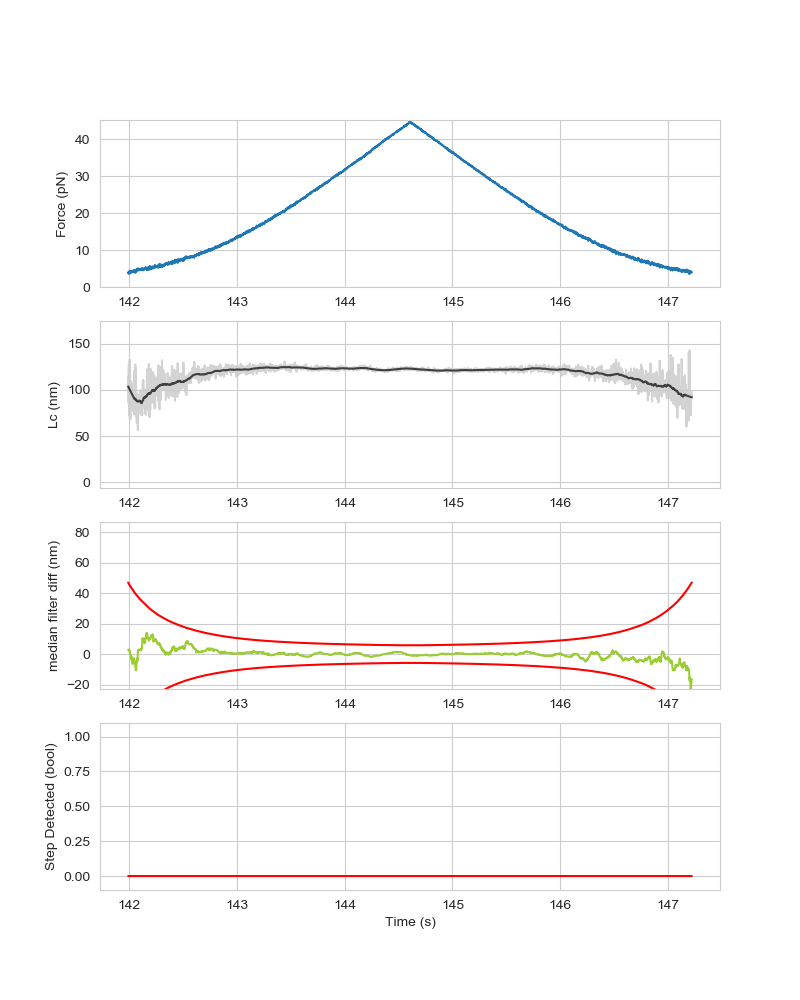 Force (pN)
40
30
20
10
0
142 143 144 145 146 147
Lc (nm)
150
100
50
0
142 143 144 145 146 147
median filter diff (nm)
80
60
40
20
0
−20
142 143 144 145 146 147
Step Detected (bool)
1.00
0.75
0.50
0.25
0.00
142 143 144 145 146 147
Time (s)